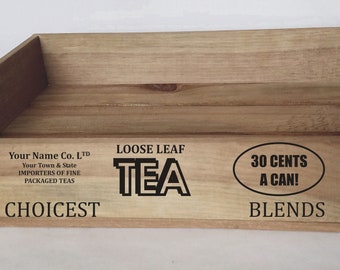 Your Name Co. LTD
Your Town & State
IMPORTERS OF FINE
PACKAGED TEAS
CHOICEST
LOOSE LEAF
TEA
30 CENTS
A CAN!
BLENDS